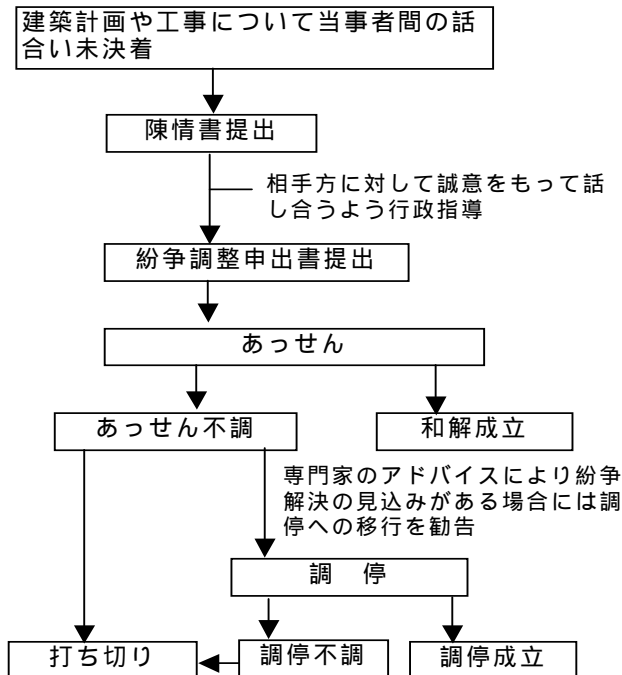 建築計画や工事について当事者間の話
合い未決着
陳情書提出
相手方に対して誠意をもって話
し合うよう行政指導
紛争調整申出書提出
あっせん
あっせん不調
和解成立
専門家のアドバイスにより紛争
解決の見込みがある場合には調
停への移行を勧告
調　停
打ち切り
調停不調
調停成立